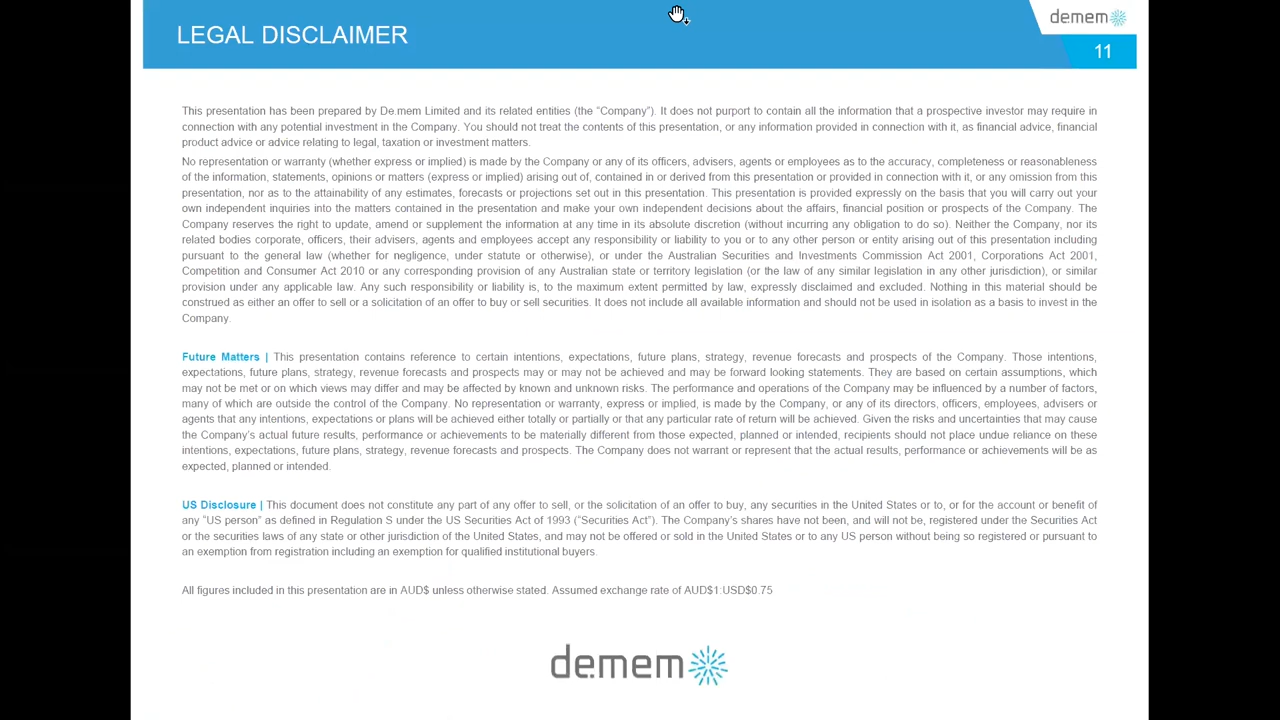 LEGAL DISCLAIMER
de.mem
11
This presentation has been prepared by De.mem Limited and its related entities (the “Company”). It does not purport to contain all the information that a prospective investor may require in
connection with any potential investment in the Company. You should not treat the contents of this presentation, or any information provided in connection with it, as financial advice, financial
product advice or advice relating to legal, taxation or investment matters.
No representation or warranty (whether express or implied) is made by the Company or any of its officers, advisers, agents or employees as to the accuracy, completeness or reasonableness
of the information, statements, opinions or matters (express or implied) arising out of, contained in or derived from this presentation or provided in connection with it, or any omission from this
presentation, nor as to the attainability of any estimates, forecasts or projections set out in this presentation. This presentation is provided expressly on the basis that you will carry out your
own independent inquiries into the matters contained in the presentation and make your own independent decisions about the affairs, financial position or prospects of the Company. The
Company reserves the right to update, amend or supplement the information at any time in its absolute discretion (without incurring any obligation to do so). Neither the Company, nor its
related bodies corporate, officers, their advisers, agents and employees accept any responsibility or liability to you or to any other person or entity arising out of this presentation including
pursuant to the general law (whether for negligence, under statute or otherwise), or under the Australian Securities and Investments Commission Act 2001, Corporations Act 2001,
Competition and Consumer Act 2010 or any corresponding provision of any Australian state or territory legislation (or the law of any similar legislation in any other jurisdiction), or similar
provision under any applicable law. Any such responsibility or liability is, to the maximum extent permitted by law, expressly disclaimed and excluded. Nothing in this material should be
construed as either an offer to sell or a solicitation of an offer to buy or sell securities. It does not include all available information and should not be used in isolation as a basis to invest in the
Company.
Future Matters | This presentation contains reference to certain intentions, expectations, future plans, strategy, revenue forecasts and prospects of the Company. Those intentions,
expectations, future plans, strategy, revenue forecasts and prospects may or may not be achieved and may be forward looking statements. They are based on certain assumptions, which
may not be met or on which views may differ and may be affected by known and unknown risks. The performance and operations of the Company may be influenced by a number of factors,
many of which are outside the control of the Company. No representation or warranty, express or implied, is made by the Company, or any of its directors, officers, employees, advisers or
agents that any intentions, expectations or plans will be achieved either totally or partially or that any particular rate of return will be achieved. Given the risks and uncertainties that may cause
the Company’s actual future results, performance or achievements to be materially different from those expected, planned or intended, recipients should not place undue reliance on these
intentions, expectations, future plans, strategy, revenue forecasts and prospects. The Company does not warrant or represent that the actual results, performance or achievements will be as
expected, planned or intended.
US Disclosure | This document does not constitute any part of any offer to sell, or the solicitation of an offer to buy, any securities in the United States or to, or for the account or benefit of
any “US person” as defined in Regulation S under the US Securities Act of 1993 (“Securities Act”). The Company’s shares have not been, and will not be, registered under the Securities Act
or the securities laws of any state or other jurisdiction of the United States, and may not be offered or sold in the United States or to any US person without being so registered or pursuant to
an exemption from registration including an exemption for qualified institutional buyers.
All figures included in this presentation are in AUD$ unless otherwise stated. Assumed exchange rate of AUD$1:USD$0.75
de.mem